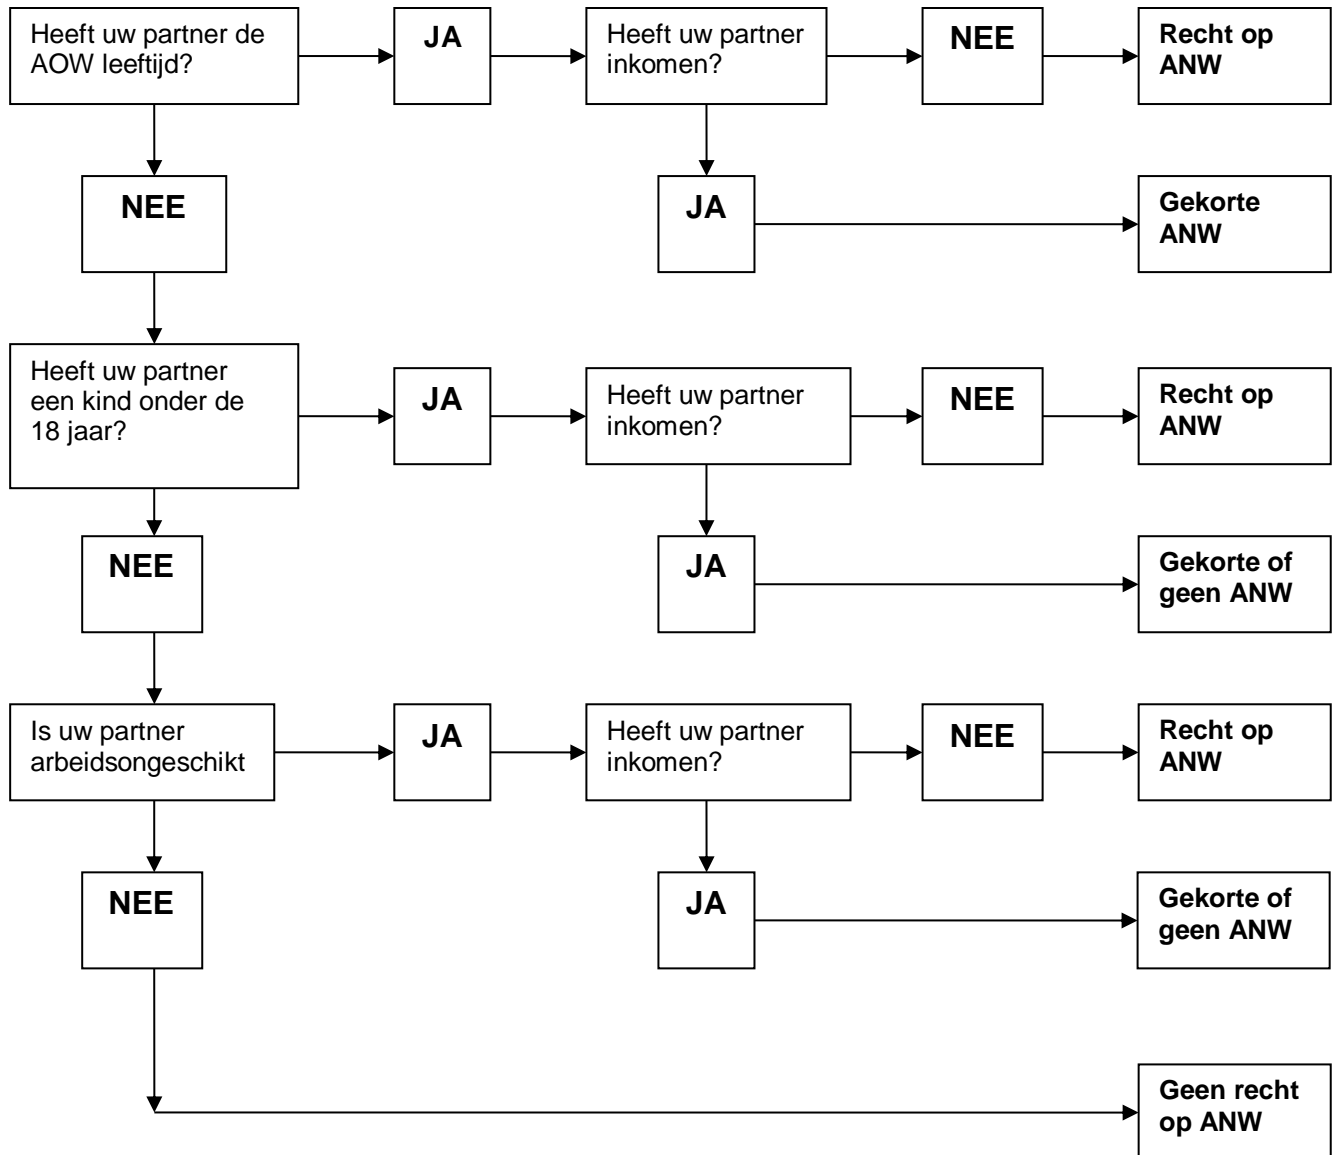 Heeft uw partner de
AOW leeftijd?
JA
Heeft uw partner
inkomen?
NEE
Recht op
ANW
NEE
JA
Gekorte
ANW
Heeft uw partner
een kind onder de
18 jaar?
JA
Heeft uw partner
inkomen?
NEE
Recht op
ANW
NEE
JA
Gekorte of
geen ANW
Is uw partner
arbeidsongeschikt
JA
Heeft uw partner
inkomen?
NEE
Recht op
ANW
NEE
JA
Gekorte of
geen ANW
Geen recht
op ANW